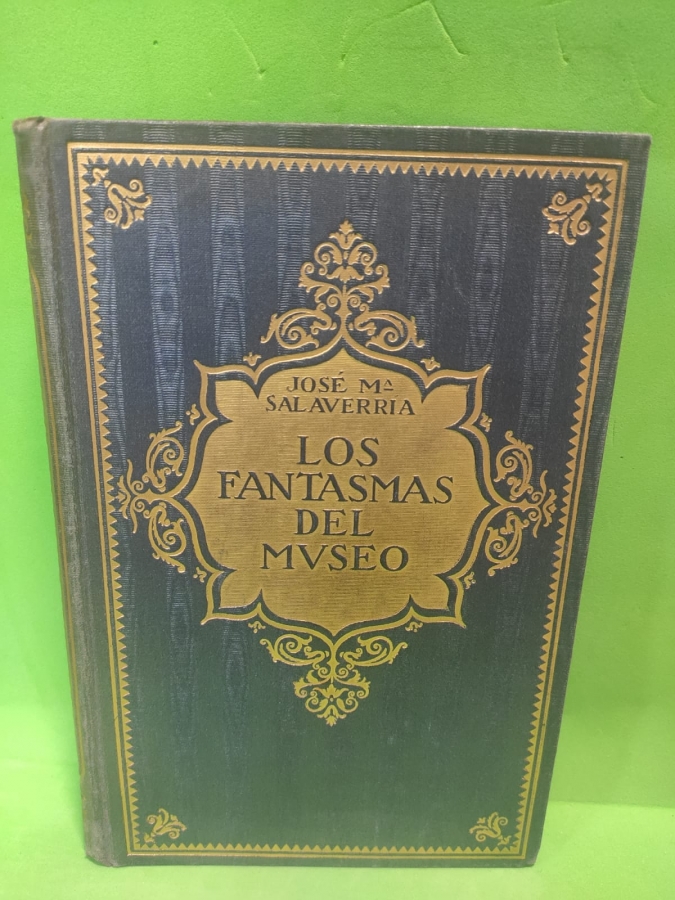 JOSÉ Mª
SALAVERRIA
LOS
FANTASMAS
DEL
MVSEO